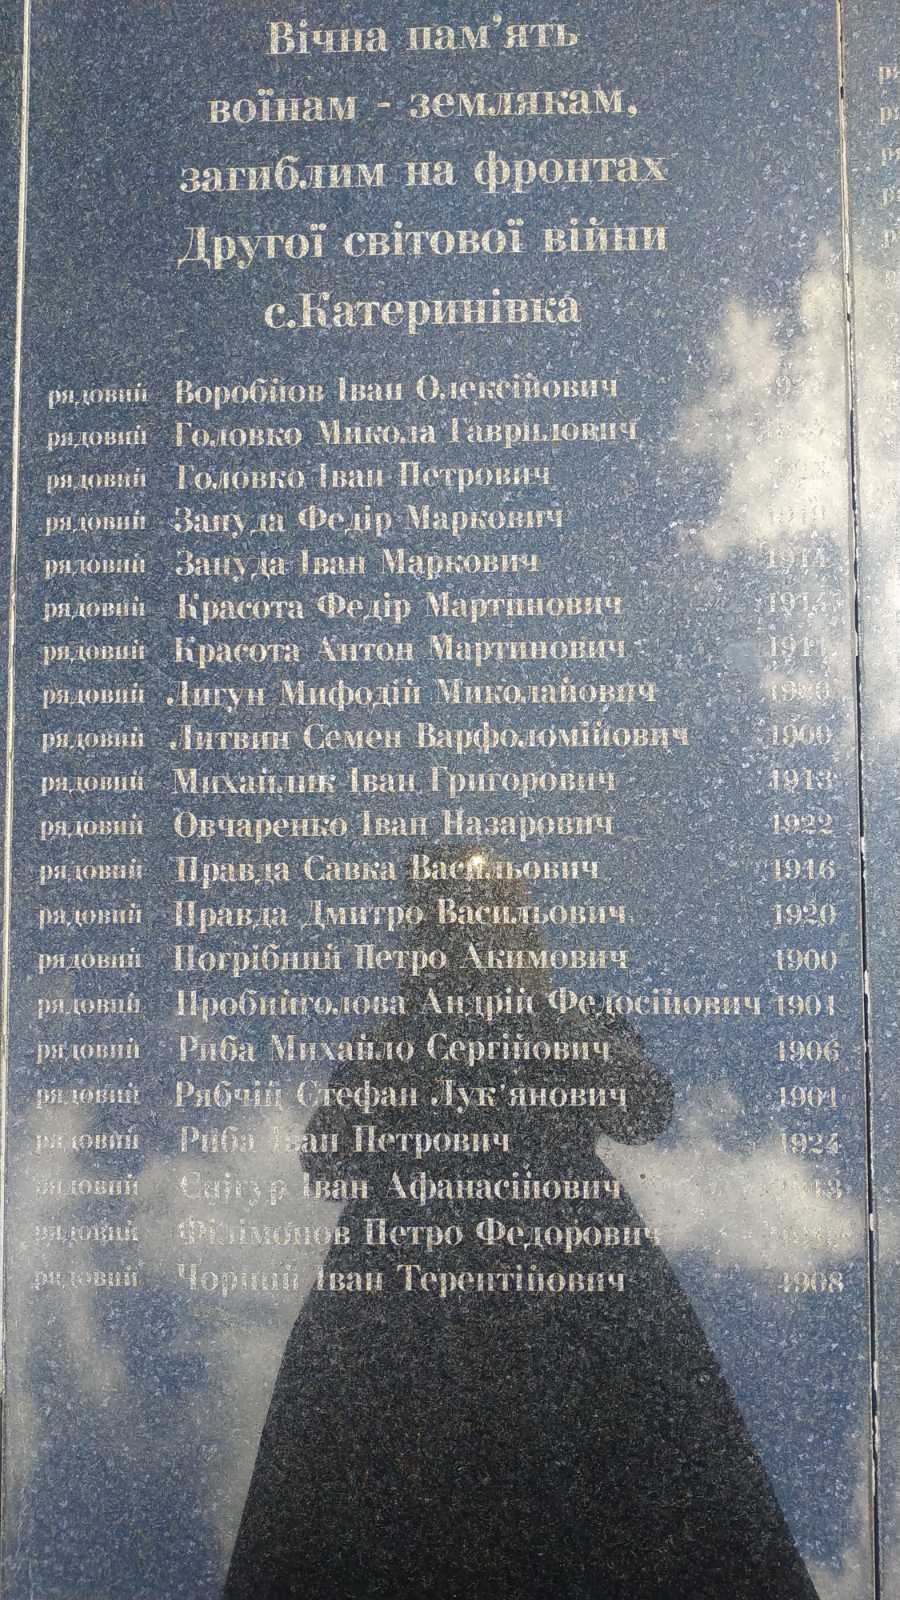 Вічна пам'ять
воїнам - землякам,
загиблим на фронтах
Другої світової війни
с.Катеринівка
рядовий Воробйов Іван Олексійович
рядовий Головко Микола Гаврилович
рядовий Головко Іван Петрович
рядовий Зануда Федір Маркович 1919
рядовий Зануда Іван Маркович 1914
рядовий Красота Федір Мартинович 1914
рядовий Красота Антон Мартинович 1911
рядовий Лигун Мифодій Миколайович 1920
рядовий Литвин Семен Варфоломійович 1900
рядовий Михайлик Іван Григорович 1913
рядовий Овчаренко Іван Назарович 1922
рядовий Правда Савка Васильович 1916
рядовий Правда Дмитро Васильович 1920
рядовий Погрібний Петро Акимович 1900
рядовий Пробийголова Андрій Федосійович 1901
рядовий Риба Михайло Сергійович 1906
рядовий Рябчій Стефан Лук'янович 1901
рядовий Риба Іван Петрович 1924
рядовий Снігур Іван Афанасійович
рядовий Філімонов Петро Федорович
рядовий Чорний Іван Терентійович 1908